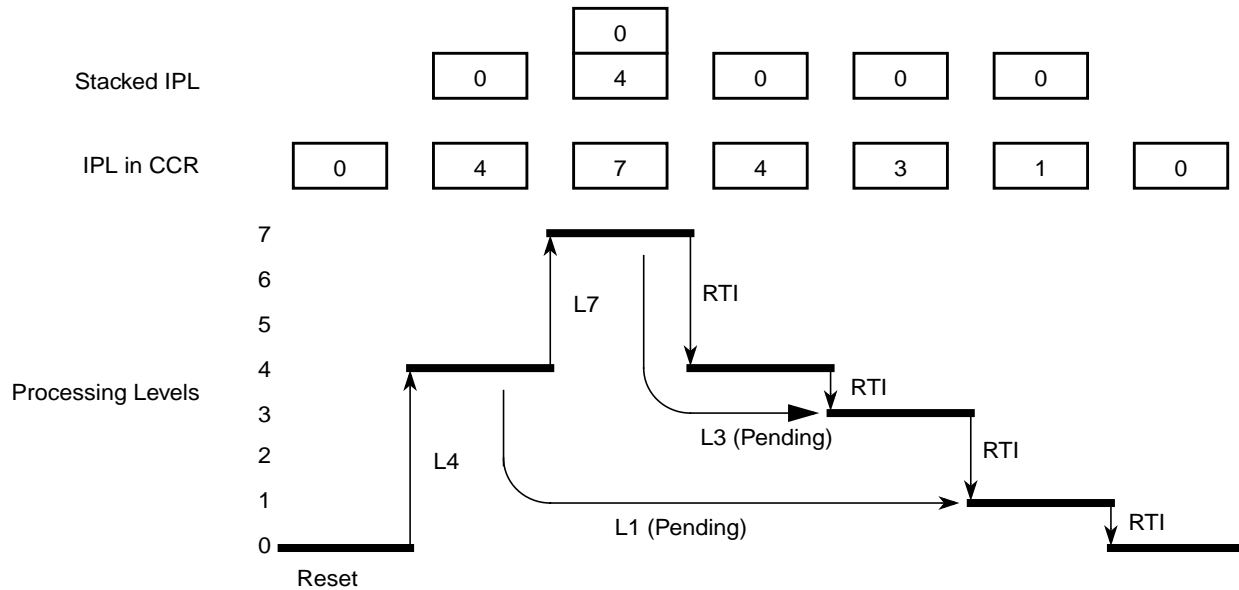 0
Stacked IPL 0 4 0 0 0
IPL in CCR 0 4 7 4 3 1 0
7
6
L7 RTI
5
4
Processing Levels RTI
3
L3 (Pending)
2 L4 RTI
1
L1 (Pending) RTI
0
Reset